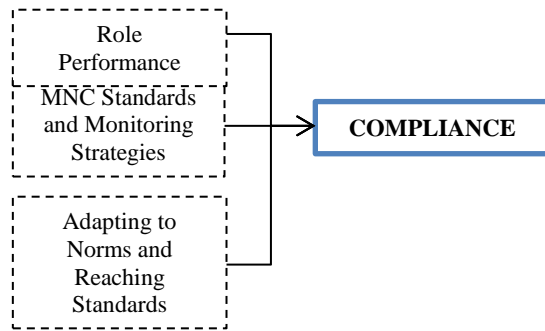 Role
Performance
MNC Standards
and Monitoring
Strategies
COMPLIANCE
Adapting to
Norms and
Reaching
Standards